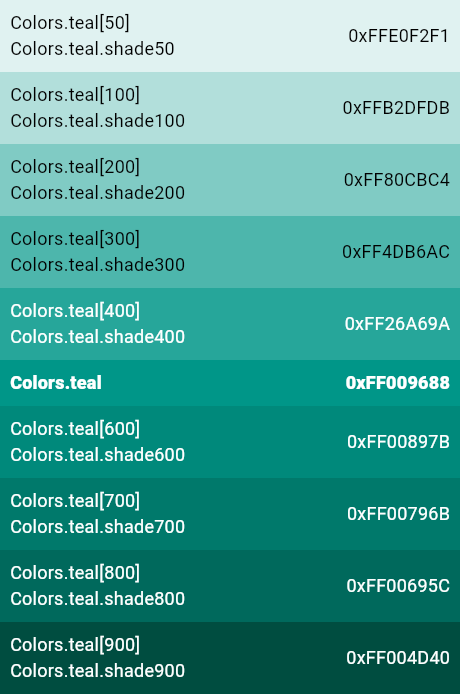 Colors.teal[50]
Colors.teal.shade50
0xFFE0F2F1
Colors.teal[100]
Colors.teal.shade100
0xFFB2DFDB
Colors.teal[200]
Colors.teal.shade200
0xFF80CBC4
Colors.teal[300]
Colors.teal.shade300
0xFF4DB6AC
Colors.teal[400]
Colors.teal.shade400
0xFF26A69A
Colors.teal 0xFF009688
Colors.teal[600]
Colors.teal.shade600
0xFF00897B
Colors.teal[700]
Colors.teal.shade700
0xFF00796B
Colors.teal[800]
Colors.teal.shade800
0xFF00695C
Colors.teal[900]
Colors.teal.shade900
0xFF004D40